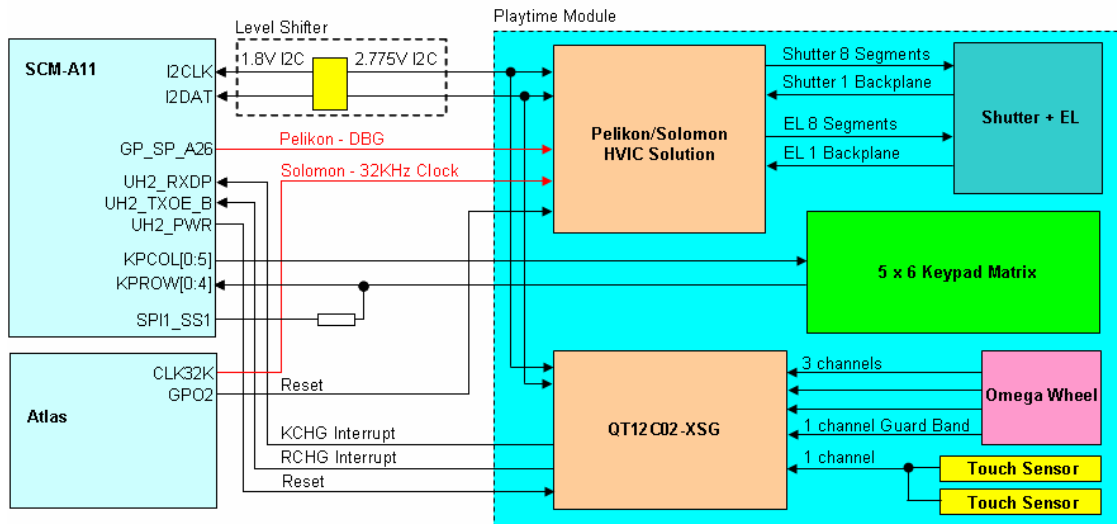 Playtime Module
Level Shifter
SCM-A11
1.8V I2C
2.775V I2C
I2CLK
I2DAT
GP_SP_A26
UH2_RXDP
UH2_TXOE_B
UH2_PWR
KPCOL[0:5]
KPROW[0:4]
SPI1_SS1
Pelikon - DBG
Solomon - 32KHz Clock
Pelikon/Solomon
HVIC Solution
Shutter 8 Segments
Shutter 1 Backplane
EL 8 Segments
EL 1 Backplane
Shutter + EL
5 x 6 Keypad Matrix
Atlas
CLK32K
GPO2
Reset
KCHG Interrupt
RCHG Interrupt
Reset
QT12C02-XSG
3 channels
1 channel Guard Band
1 channel
Omega Wheel
Touch Sensor
Touch Sensor